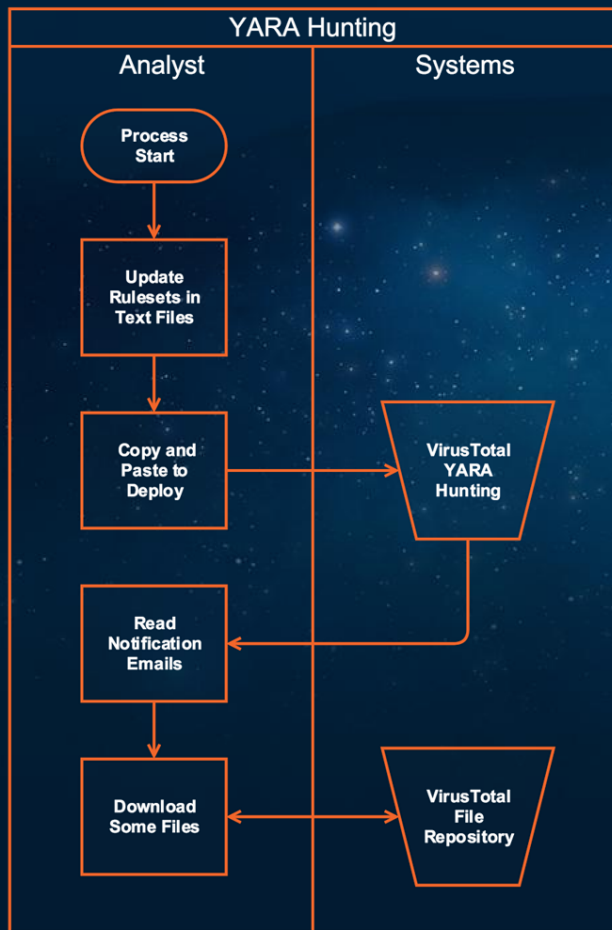 YARA Hunting
Analyst
Systems
Process
Start
Update
Rulesets in
Text Files
Copy and
Paste to
Deploy
VirusTotal
YARA
Hunting
Read
Notification
Emails
Download
Some Files
VirusTotal
File
Repository